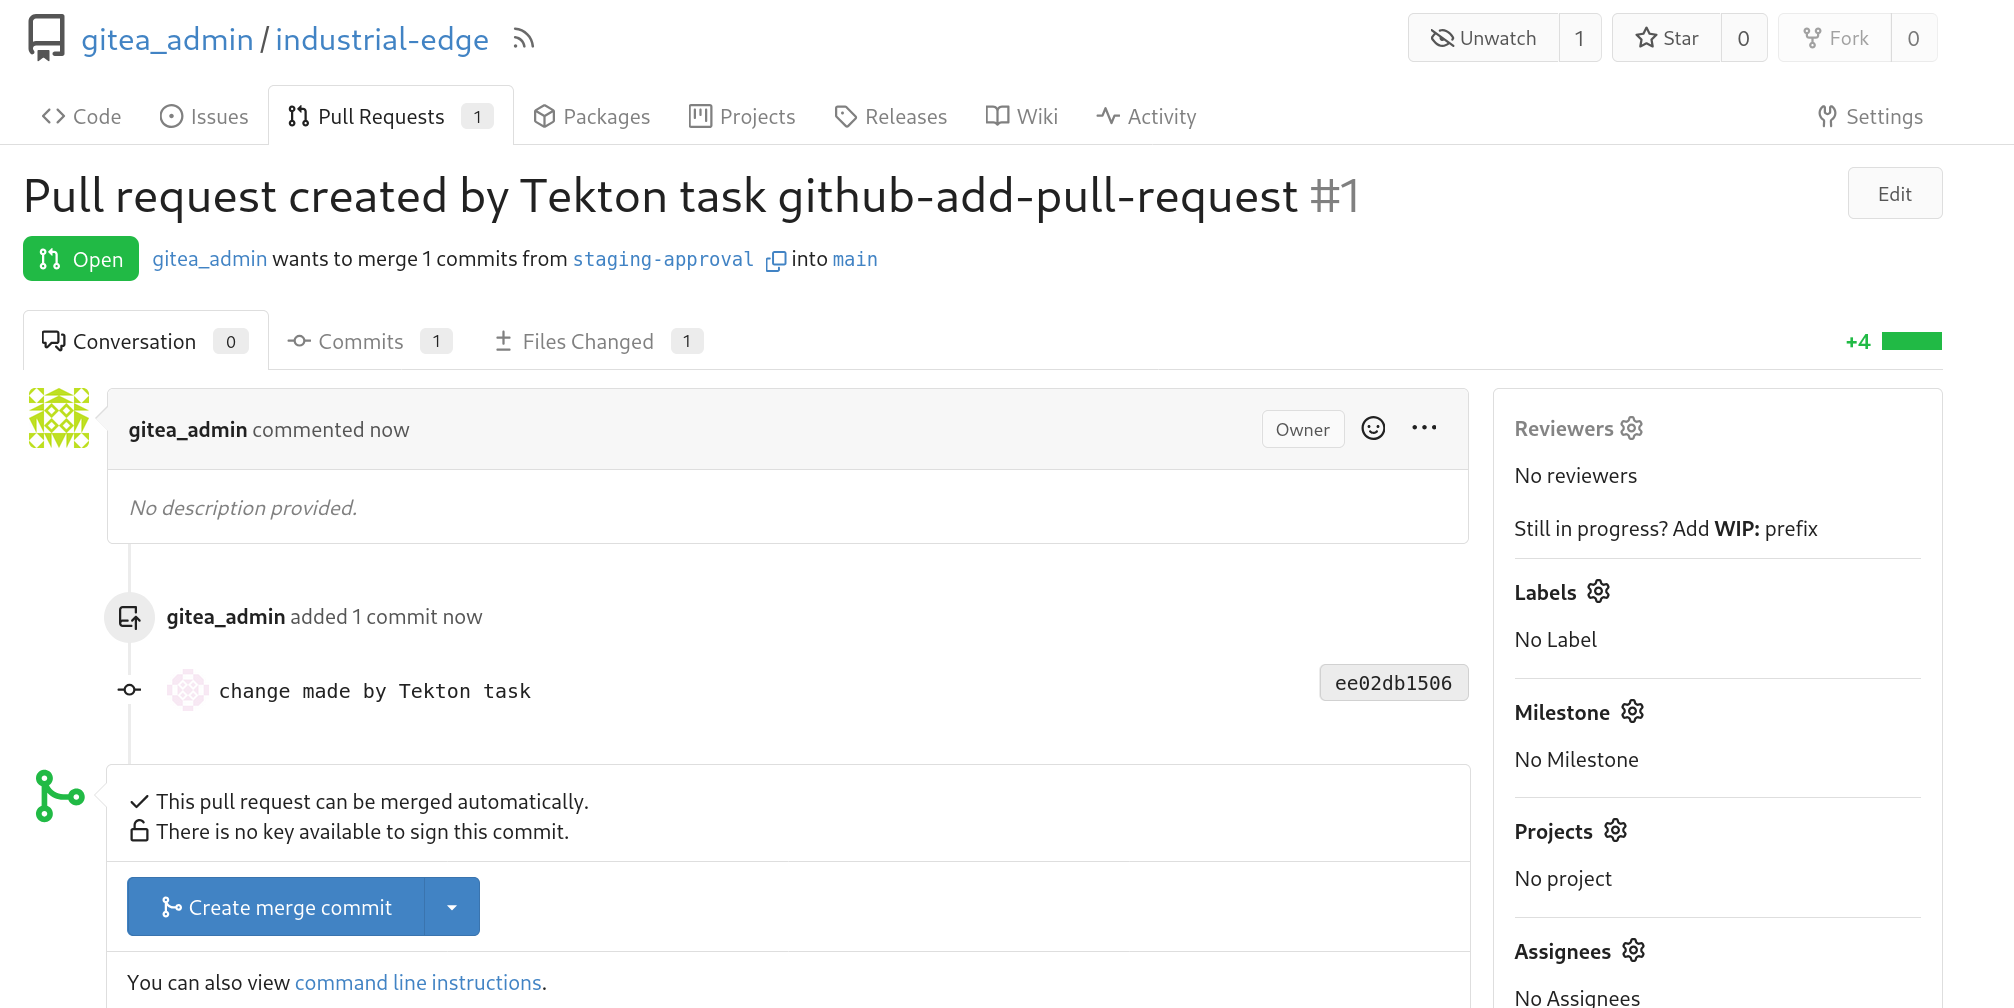 gitea_admin / industrial-edge
Unwatch 1 Star 0 Fork 0
Code Issues Pull Requests 1 Packages Projects Releases Wiki Activity Settings
Pull request created by Tekton task github-add-pull-request #1
Edit
Open gitea_admin wants to merge 1 commits from staging-approval into main
Conversation 0 Commits 1 Files Changed 1 +4
gitea_admin commented now Owner
No description provided.
gitea_admin added 1 commit now
change made by Tekton task ee02db1506
This pull request can be merged automatically.
There is no key available to sign this commit.
Create merge commit
You can also view command line instructions.
Reviewers
No reviewers
Still in progress? Add WIP: prefix
Labels
No Label
Milestone
No Milestone
Projects
No project
Assignees
No Assignees